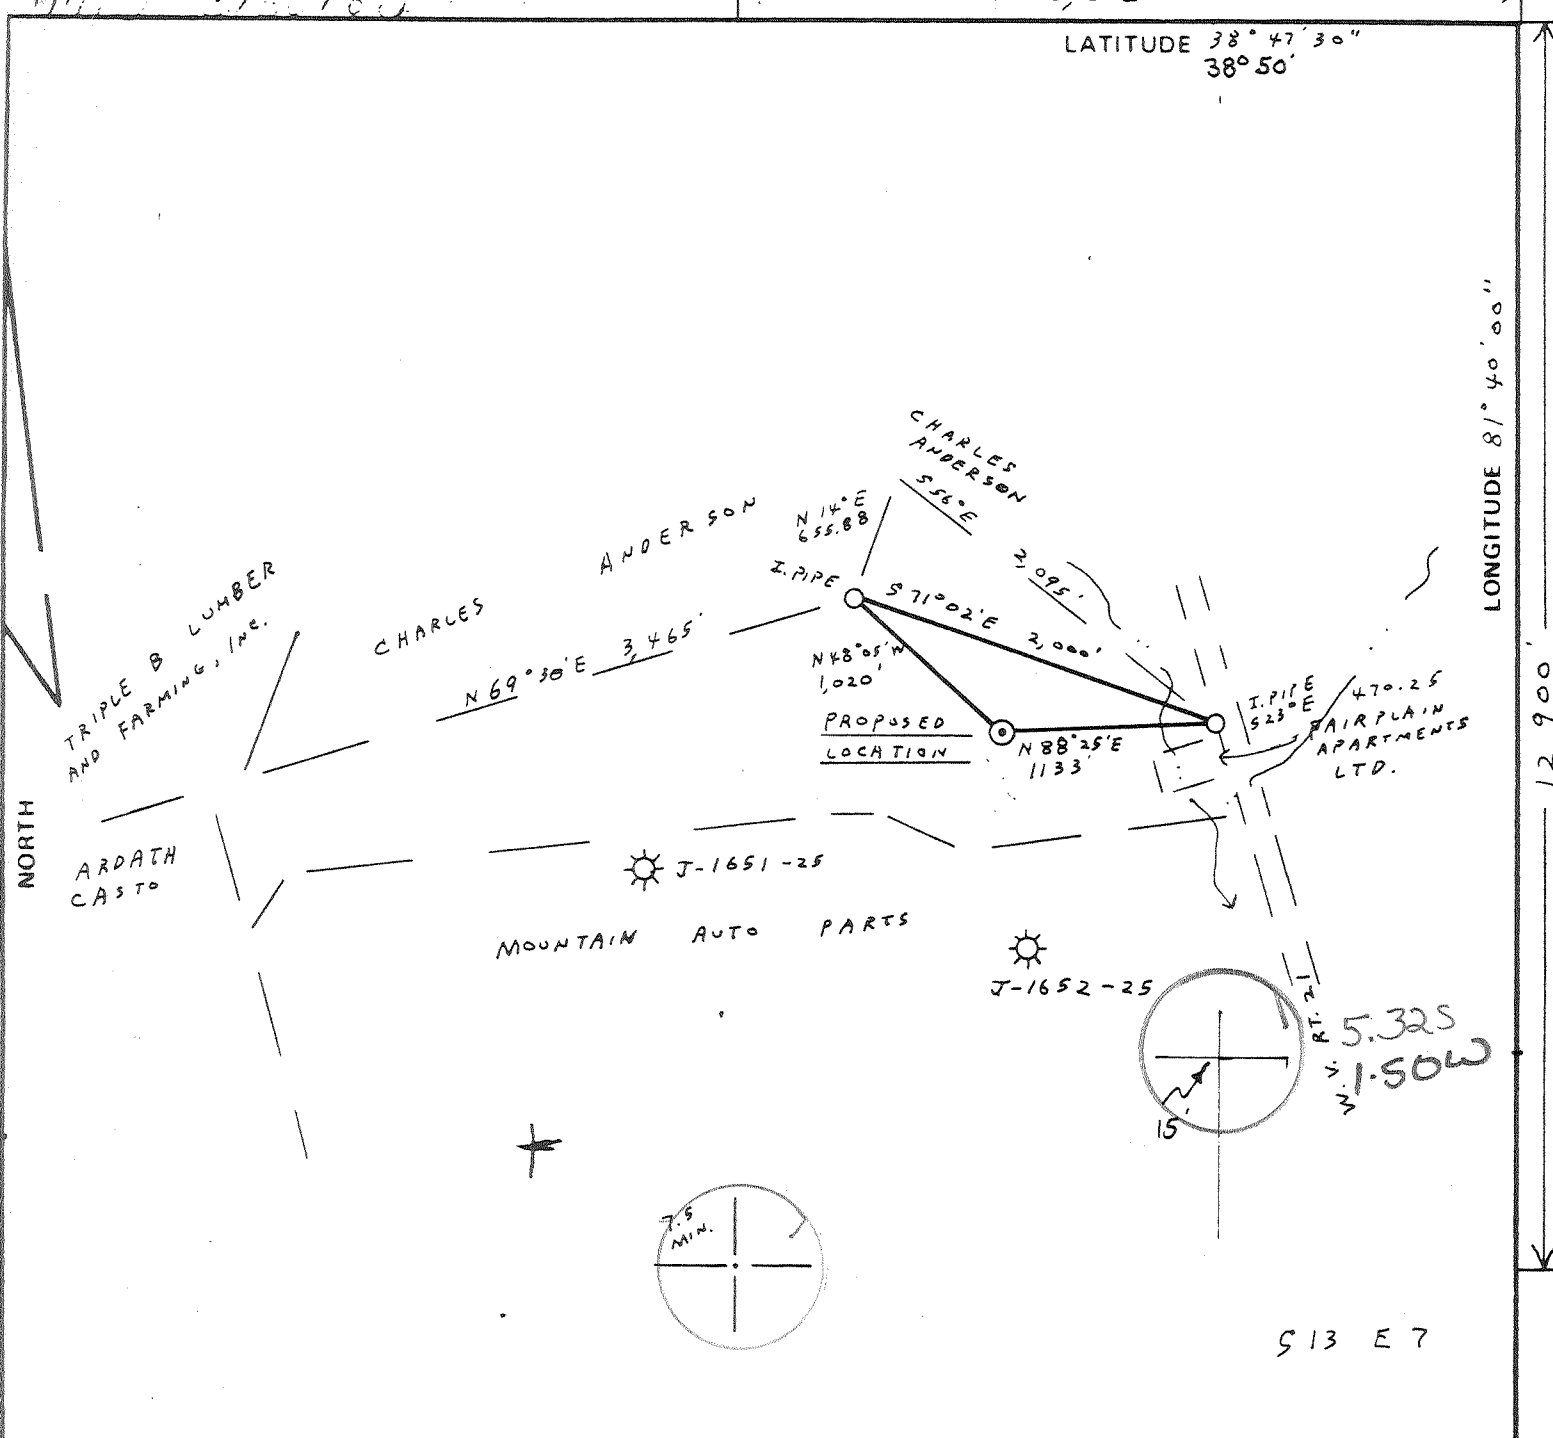 LATITUDE 38° 47' 30"
38° 50'
LONGITUDE 81° 40' 00"
12 900'
CHARLES
ANDERSON
S 56° E
2,095'
N 14° E
655.88
I. PIPE
CHARLES ANDERSON
N 69° 30' E 3,465'
TRIPLE B LUMBER
AND FARMING, INC.
S 71° 02' E 2,000'
N 48° 05' W
1,020'
PROPOSED
LOCATION
N 88° 25' E
1133'
I. PIPE
S 23° E
470.25
FAIRPLAIN
APARTMENTS
LTD.
NORTH
ARDATH
CASTO
J-1651-25
MOUNTAIN AUTO PARTS
J-1652-25
W. V. RT. 21
5.32S
1.50W
15'
7.5
MIN.
S 13 E 7